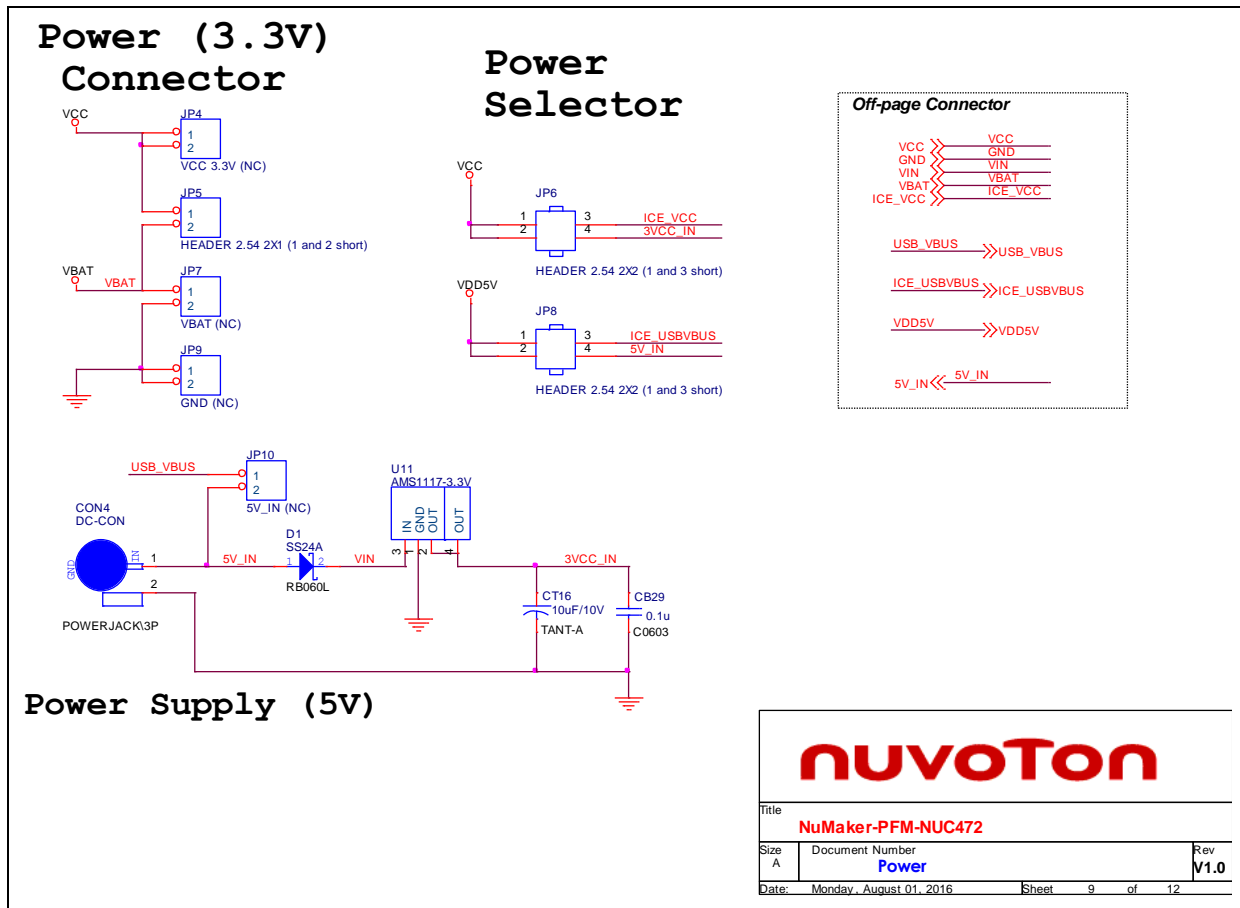 Power (3.3V)
Connector
VCC
JP4
1
2
VCC 3.3V (NC)
JP5
1
2
HEADER 2.54 2X1 (1 and 2 short)
VBAT
VBAT
JP7
1
2
VBAT (NC)
JP9
1
2
GND (NC)
Power
Selector
VCC
JP6
1 3 ICE_VCC
2 4 3VCC_IN
HEADER 2.54 2X2 (1 and 3 short)
VDD5V
JP8
1 3 ICE_USBVBUS
2 4 5V_IN
HEADER 2.54 2X2 (1 and 3 short)
Off-page Connector
VCC VCC
GND GND
VIN VIN
VBAT VBAT
ICE_VCC ICE_VCC
USB_VBUS USB_VBUS
ICE_USBVBUS ICE_USBVBUS
VDD5V VDD5V
5V_IN 5V_IN
USB_VBUS
JP10
1
2
5V_IN (NC)
CON4
DC-CON
GND
IN
1
2
POWERJACK\3P
5V_IN
D1
SS24A
1 2
RB060L
VIN
U11
AMS1117-3.3V
IN
GND
OUT
OUT
3 1 2 4
3VCC_IN
CT16
10uF/10V
TANT-A
CB29
0.1u
C0603
Power Supply (5V)
nuvoTon
Title
NuMaker-PFM-NUC472
Size Document Number Rev
A Power V1.0
Date: Monday, August 01, 2016 Sheet 9 of 12